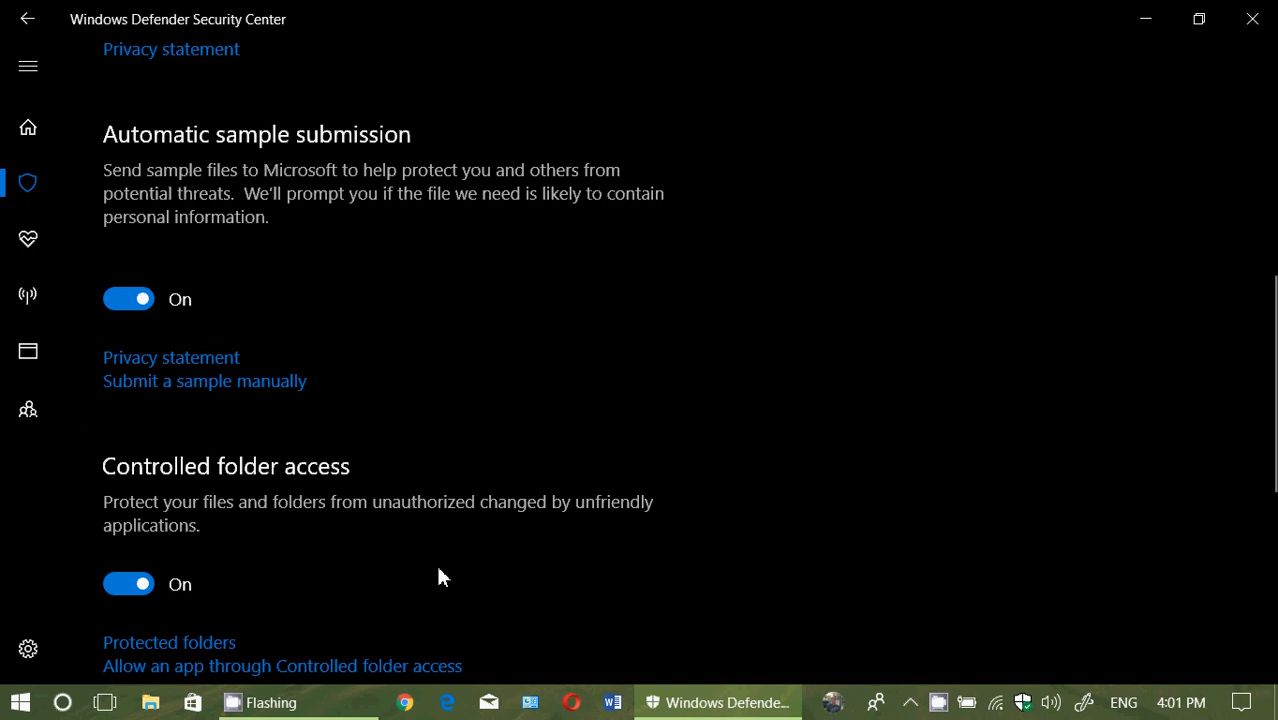 Windows Defender Security Center
Privacy statement
Automatic sample submission
Send sample files to Microsoft to help protect you and others from
potential threats.  We'll prompt you if the file we need is likely to contain
personal information.
On
Privacy statement
Submit a sample manually
Controlled folder access
Protect your files and folders from unauthorized changed by unfriendly
applications.
On
Protected folders
Allow an app through Controlled folder access
Flashing
Windows Defende...
ENG
4:01 PM